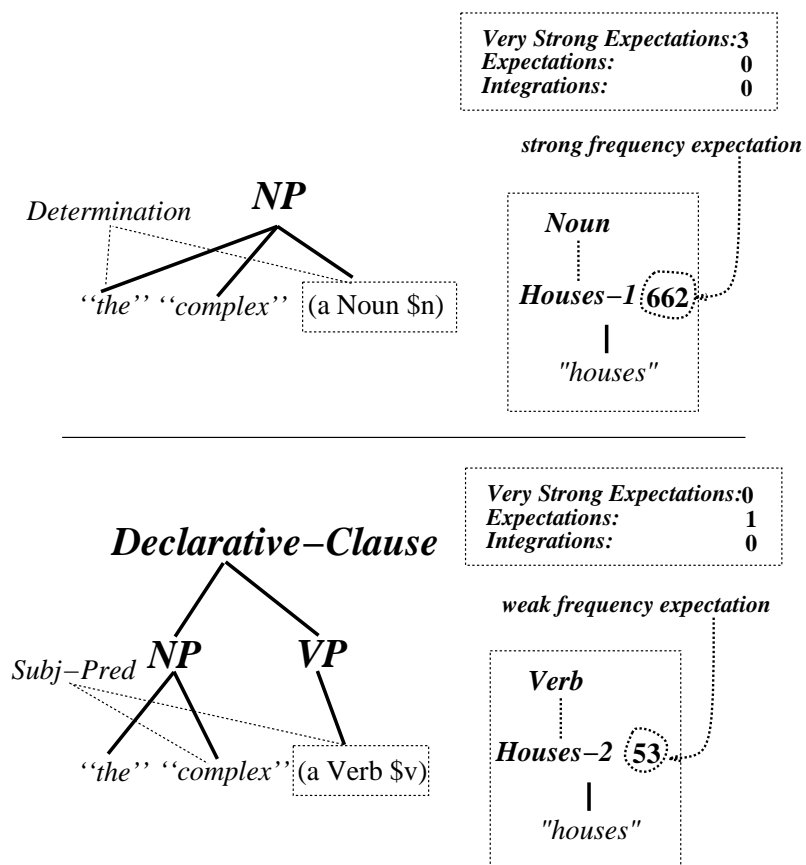 Very Strong Expectations:3
Expectations: 0
Integrations: 0
strong frequency expectation
NP
Determination
Noun
‘‘the’’ ‘‘complex’’ (a Noun $n)
Houses−1 662
"houses"
Very Strong Expectations:0
Expectations: 1
Integrations: 0
Declarative−Clause
weak frequency expectation
NP VP
Subj−Pred
Verb
Houses−2 53
‘‘the’’ ‘‘complex’’ (a Verb $v)
"houses"